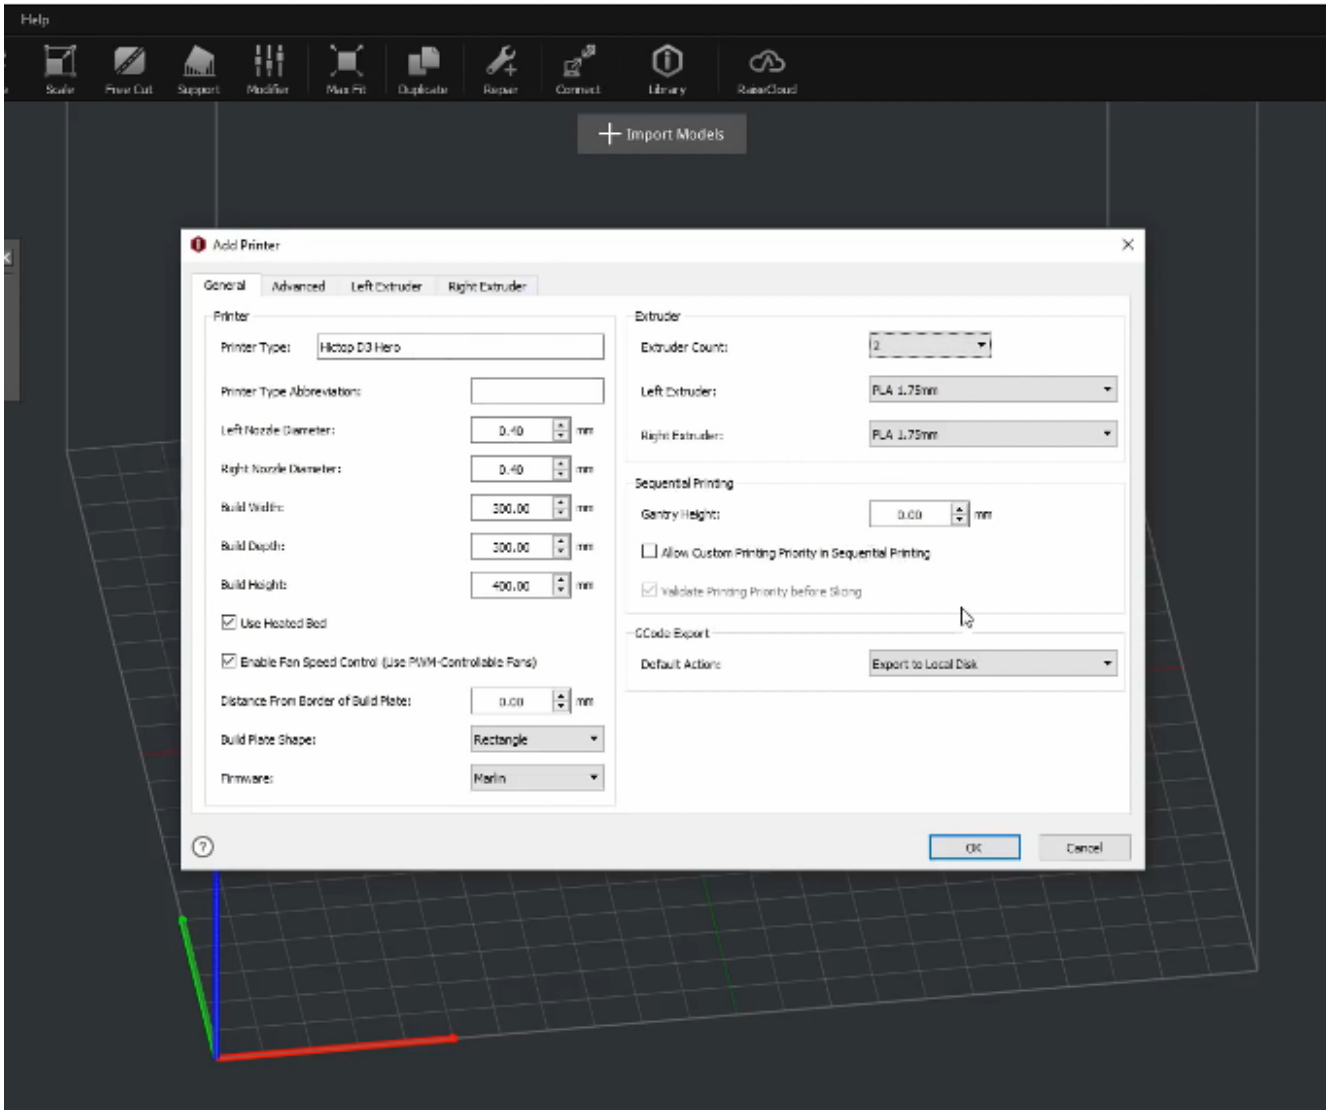 Help
Scale Free Cut Support Modifier Max Fit Duplicate Repair Connect Library RaiseCloud
Import Models
Add Printer
General Advanced Left Extruder Right Extruder
Printer
Printer Type: Hictop D3 Hero
Printer Type Abbreviation:
Left Nozzle Diameter: 0.40 mm
Right Nozzle Diameter: 0.40 mm
Build Width: 300.00 mm
Build Depth: 300.00 mm
Build Height: 400.00 mm
Use Heated Bed
Enable Fan Speed Control (Use PWM-Controllable Fans)
Distance From Border of Build Plate: 0.00 mm
Build Plate Shape: Rectangle
Firmware: Marlin
Extruder
Extruder Count: 2
Left Extruder: PLA 1.75mm
Right Extruder: PLA 1.75mm
Sequential Printing
Gantry Height: 0.00 mm
Allow Custom Printing Priority in Sequential Printing
Validate Printing Priority before Slicing
GCode Export
Default Action: Export to Local Disk
OK Cancel